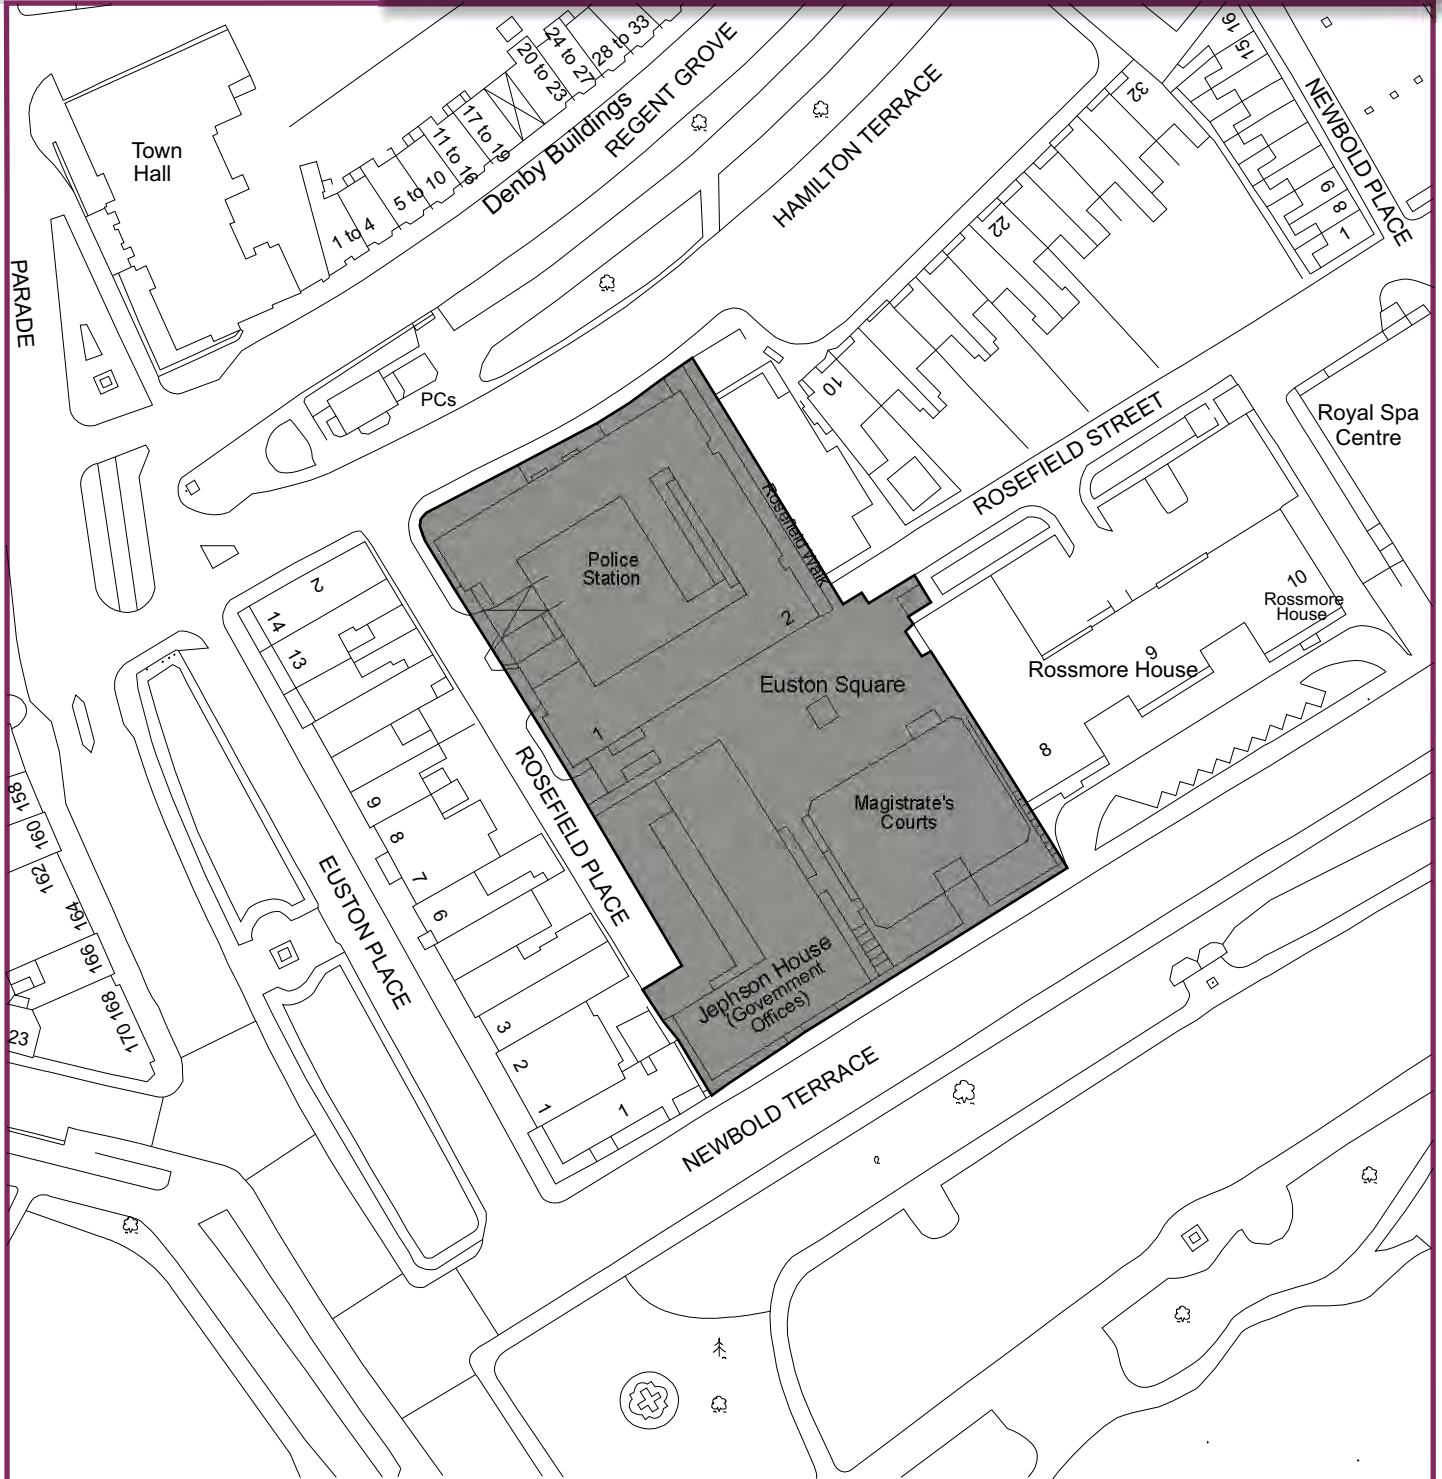 28 to 33
24 to 27
20 to 23
17 to 19
11 to 16
5 to 10
1 to 4
Denby Buildings
REGENT GROVE
HAMILTON TERRACE
Town
Hall
PARADE
PCs
32
22
10
16
15
9
8
1
NEWBOLD PLACE
ROSEFIELD STREET
Royal Spa
Centre
Rosefield Walk
Police
Station
2
1
Euston Square
Magistrate's
Courts
Jephson House
(Government
Offices)
10
Rossmore
House
9
Rossmore House
8
2
14
13
9
8
7
6
3
2
1
1
ROSEFIELD PLACE
EUSTON PLACE
NEWBOLD TERRACE
158
160
162
164
166
168
170
23